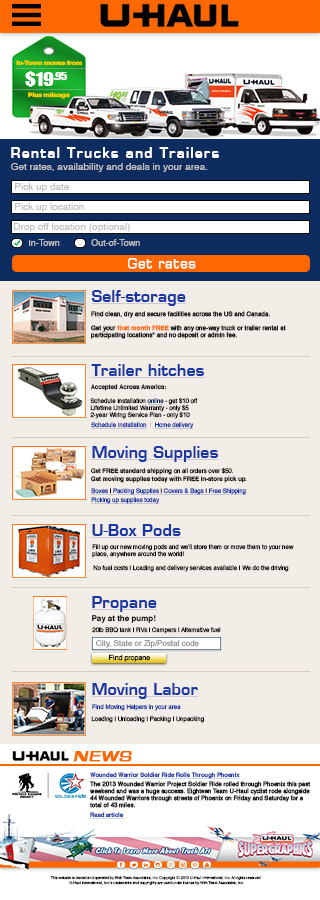 U-HAUL
In-Town moves from
$19.95
Plus mileage
U-HAUL
Rental Trucks and Trailers
Get rates, availability and deals in your area.
Pick up date
Pick up location
Drop off location (optional)
In-Town Out-of-Town
Get rates
Self-storage
Find clean, dry and secure facilities across the US and Canada.
Get your first month FREE with any one-way truck or trailer rental at
participating locations* and no deposit or admin fee.
Trailer hitches
Accepted Across America:
Schedule installation online - get $10 off
Lifetime Unlimited Warranty - only $5
2-year Wiring Service Plan - only $10
Schedule installation | Home delivery
Moving Supplies
Get FREE standard shipping on all orders over $50.
Get moving supplies today with FREE in-store pick up.
Boxes | Packing Supplies | Covers & Bags | Free Shipping
Picking up supplies today
U-Box Pods
Fill up our new moving pods and we'll store them or move them to your new
place, anywhere around the world!
No fuel costs | Loading and delivery services available | We do the driving
U-HAUL
Propane
Pay at the pump!
20lb BBQ tank | RVs | Campers | Alternative fuel
City, State or Zip/Postal code
Find propane
Moving Labor
Find Moving Helpers in your area
Loading | Unloading | Packing | Unpacking
U-HAUL NEWS
Wounded Warrior Soldier Ride Rolls Through Phoenix
The 2013 Wounded Warrior Project Soldier Ride rolled through Phoenix this past
weekend and was a huge success. Eighteen Team U-Haul cyclist rode alongside
44 Wounded Warriors through streets of Phoenix on Friday and Saturday for a
total of 43 miles.
Read article
SOLDIER RIDE
Click To Learn More About Truck Art!
SUPERGRAPHICS
This website is owned and operated by Web Team Associates, Inc. Copyright © 2013 U-Haul International, Inc. All rights reserved
U-Haul International, Inc.'s trademarks and copyrights are used under license by Web Team Associates, Inc.